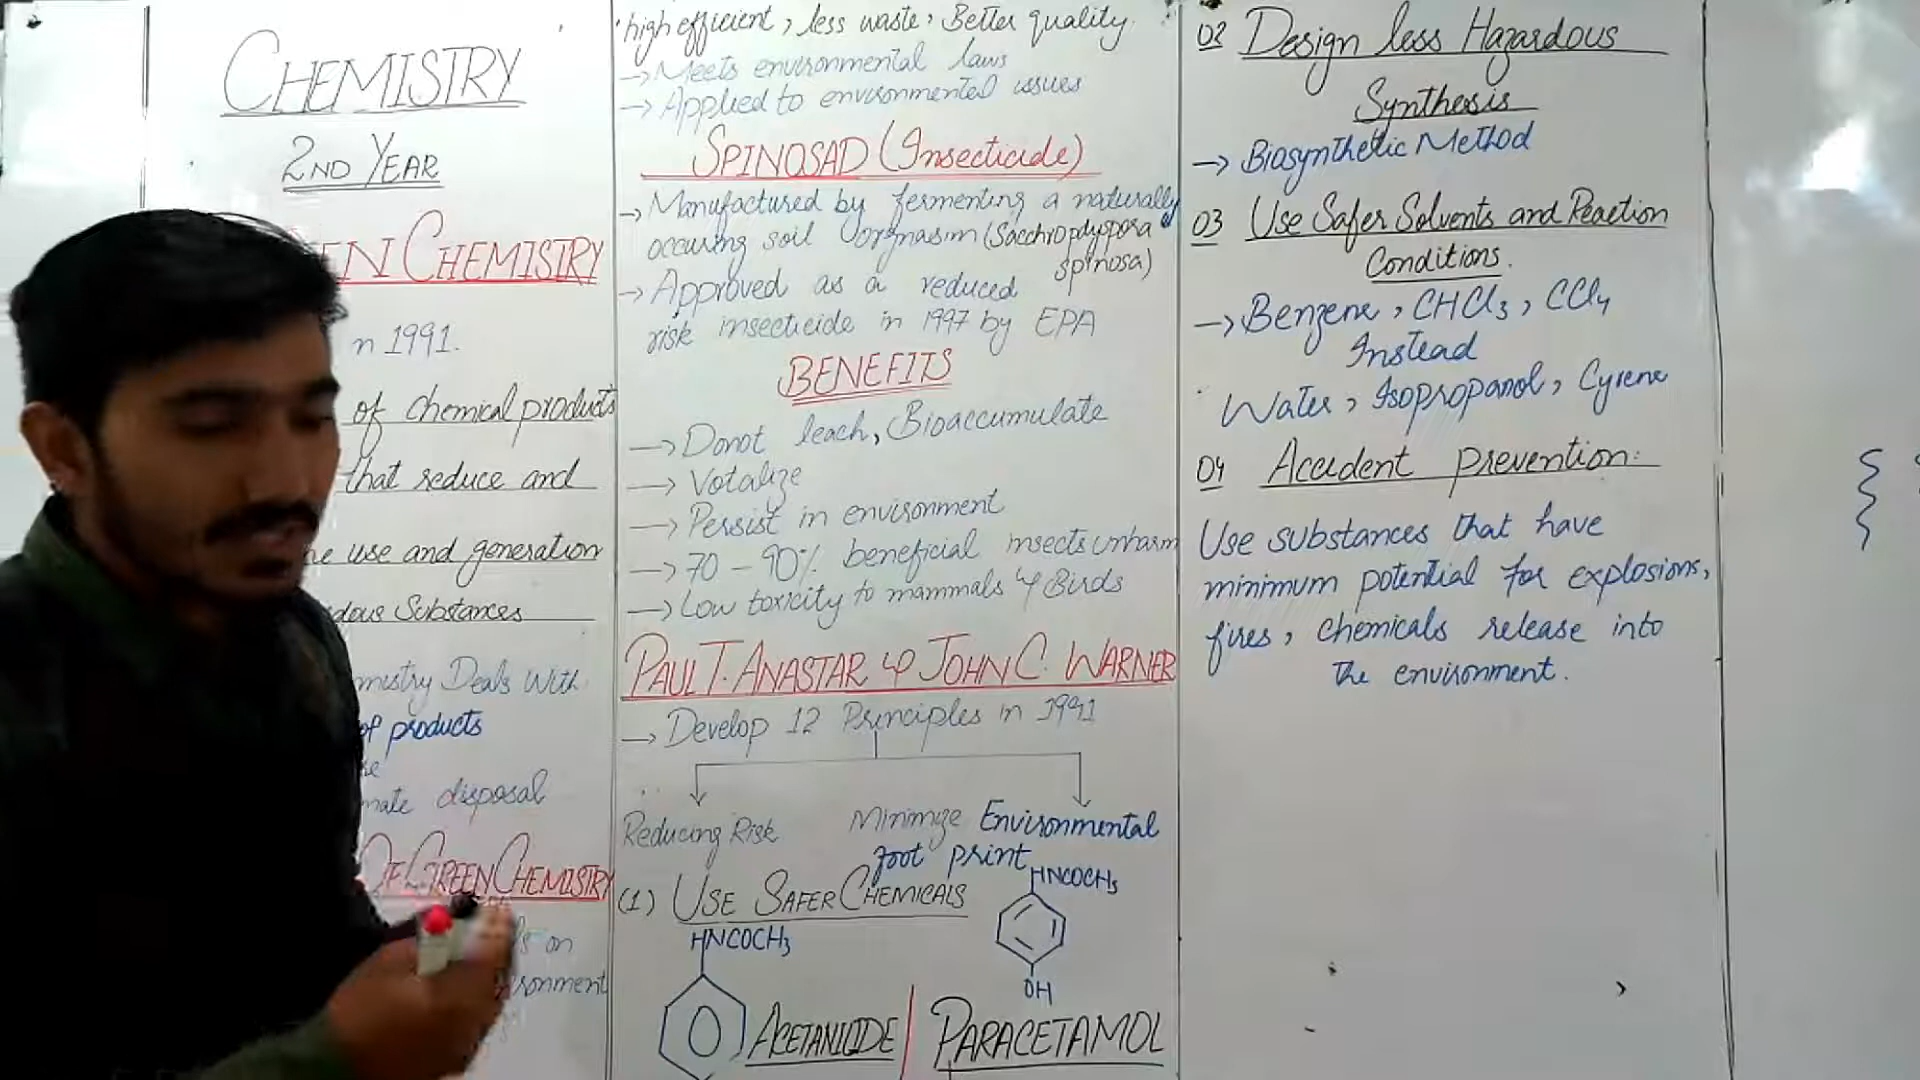 CHEMISTRY
2ND YEAR
EEN CHEMISTRY
n 1991.
of chemical products
that reduce and
he use and generation
dous Substances
mistry Deals With
of products
mate disposal
OF GREEN CHEMISTRY
on
ironment
high efficient, less waste, Better quality.
→ Meets environmental laws
→ Applied to environmental issues
SPINOSAD (Insecticide)
→ Manufactured by fermenting a naturally
occuring soil orgnasim (Sacchropdyspora
spinosa)
→ Approved as a reduced
risk insecticide in 1997 by EPA
BENEFITS
→ Donot leach, Bioaccumulate
→ Votalize
→ Persist in environment
→ 70 - 90% beneficial insects unharm
→ Low toxicity to mammals & Birds
PAUL T. ANASTAR & JOHN C. WARNER
→ Develop 12 Principles in 1991
Reducing Risk
Minimize Environmental
foot print
(1) USE SAFER CHEMICALS
HNCOCH3
HNCOCH3
OH
ACETANILIDE
PARACETAMOL
02 Design less Hazardous
Synthesis
→ Biosynthetic Method
03 Use Safer Solvents and Reaction
Conditions.
→ Benzene, CHCl3, CCl4
Instead
Water, Isopropanol, Cyrene
04 Accident prevention:
Use substances that have
minimum potential for explosions,
fires, chemicals release into
the environment.